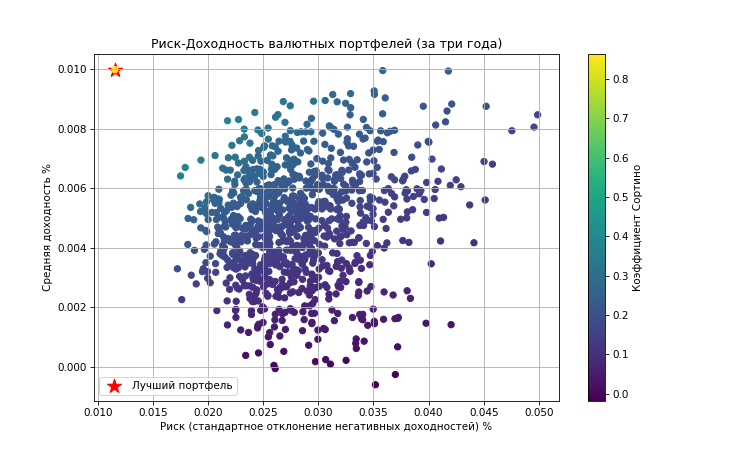 Риск-Доходность валютных портфелей (за три года)
Средняя доходность %
0.010
0.008
0.006
0.004
0.002
0.000
Лучший портфель
0.010 0.015 0.020 0.025 0.030 0.035 0.040 0.045 0.050
Риск (стандартное отклонение негативных доходностей) %
0.8
0.7
0.6
0.5
0.4
0.3
0.2
0.1
0.0
Коэффициент Сортино